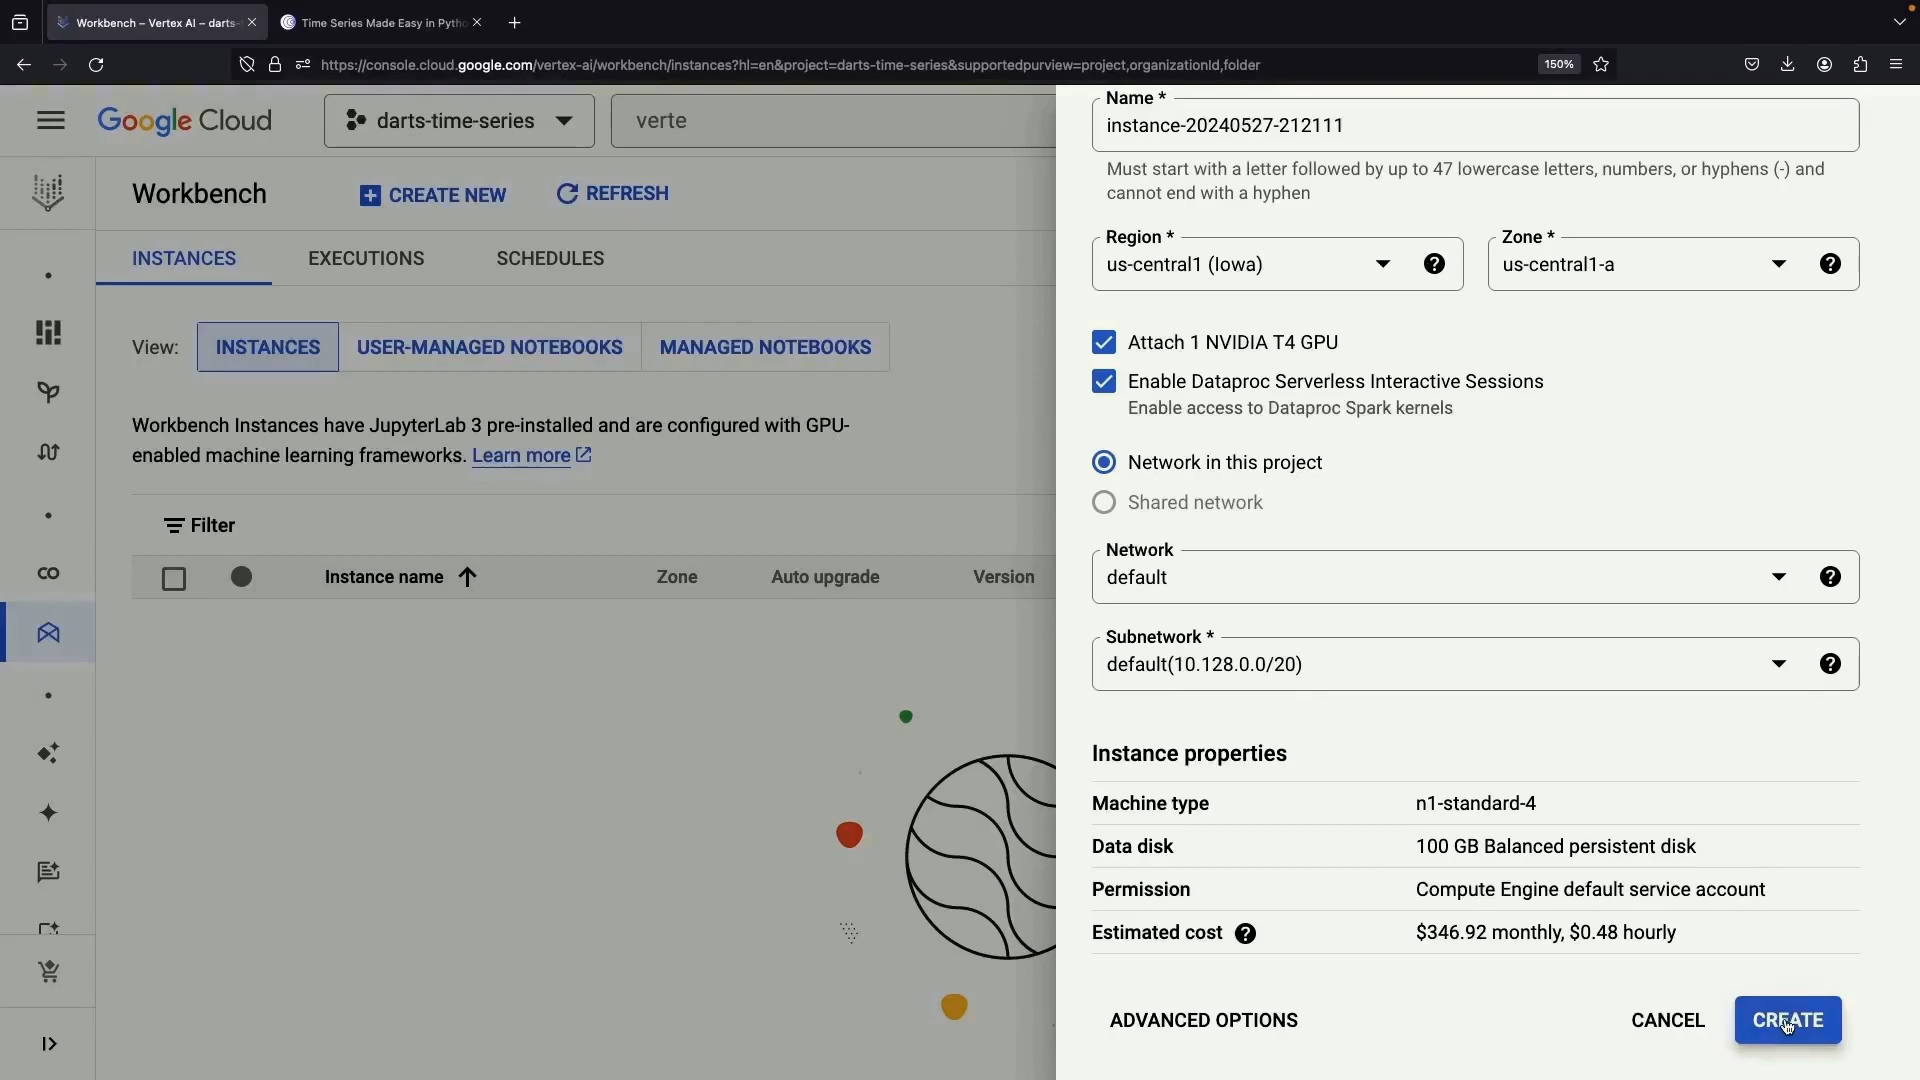 Workbench – Vertex AI – darts-
Time Series Made Easy in Pytho
https://console.cloud.google.com/vertex-ai/workbench/instances?hl=en&project=darts-time-series&supportedpurview=project,organizationId,folder
150%
Google Cloud
darts-time-series
verte
Workbench
CREATE NEW
REFRESH
INSTANCES
EXECUTIONS
SCHEDULES
View:
INSTANCES
USER-MANAGED NOTEBOOKS
MANAGED NOTEBOOKS
Workbench Instances have JupyterLab 3 pre-installed and are configured with GPU-
enabled machine learning frameworks. Learn more
Filter
Instance name
Zone
Auto upgrade
Version
Name *
instance-20240527-212111
Must start with a letter followed by up to 47 lowercase letters, numbers, or hyphens (-) and
cannot end with a hyphen
Region *
us-central1 (Iowa)
Zone *
us-central1-a
Attach 1 NVIDIA T4 GPU
Enable Dataproc Serverless Interactive Sessions
Enable access to Dataproc Spark kernels
Network in this project
Shared network
Network
default
Subnetwork *
default(10.128.0.0/20)
Instance properties
Machine type
n1-standard-4
Data disk
100 GB Balanced persistent disk
Permission
Compute Engine default service account
Estimated cost
$346.92 monthly, $0.48 hourly
ADVANCED OPTIONS
CANCEL
CREATE